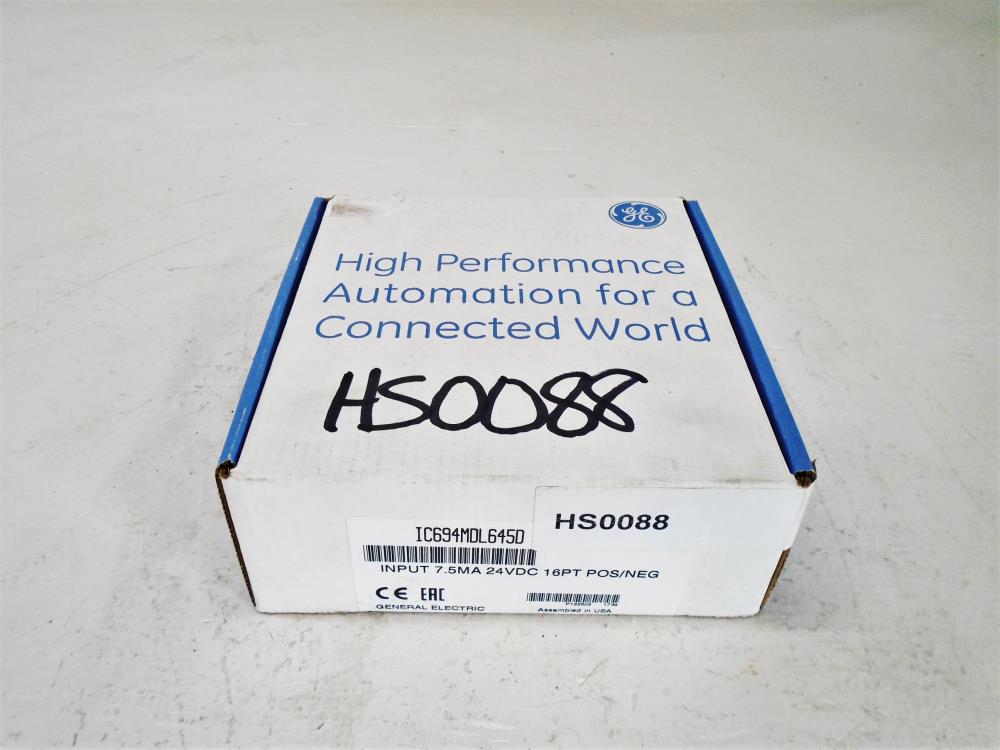 GE
High Performance
Automation for a
Connected World
HS0088
IC694MDL645D
HS0088
INPUT 7.5MA 24VDC 16PT POS/NEG
CE EAC
GENERAL ELECTRIC
Assembled in USA